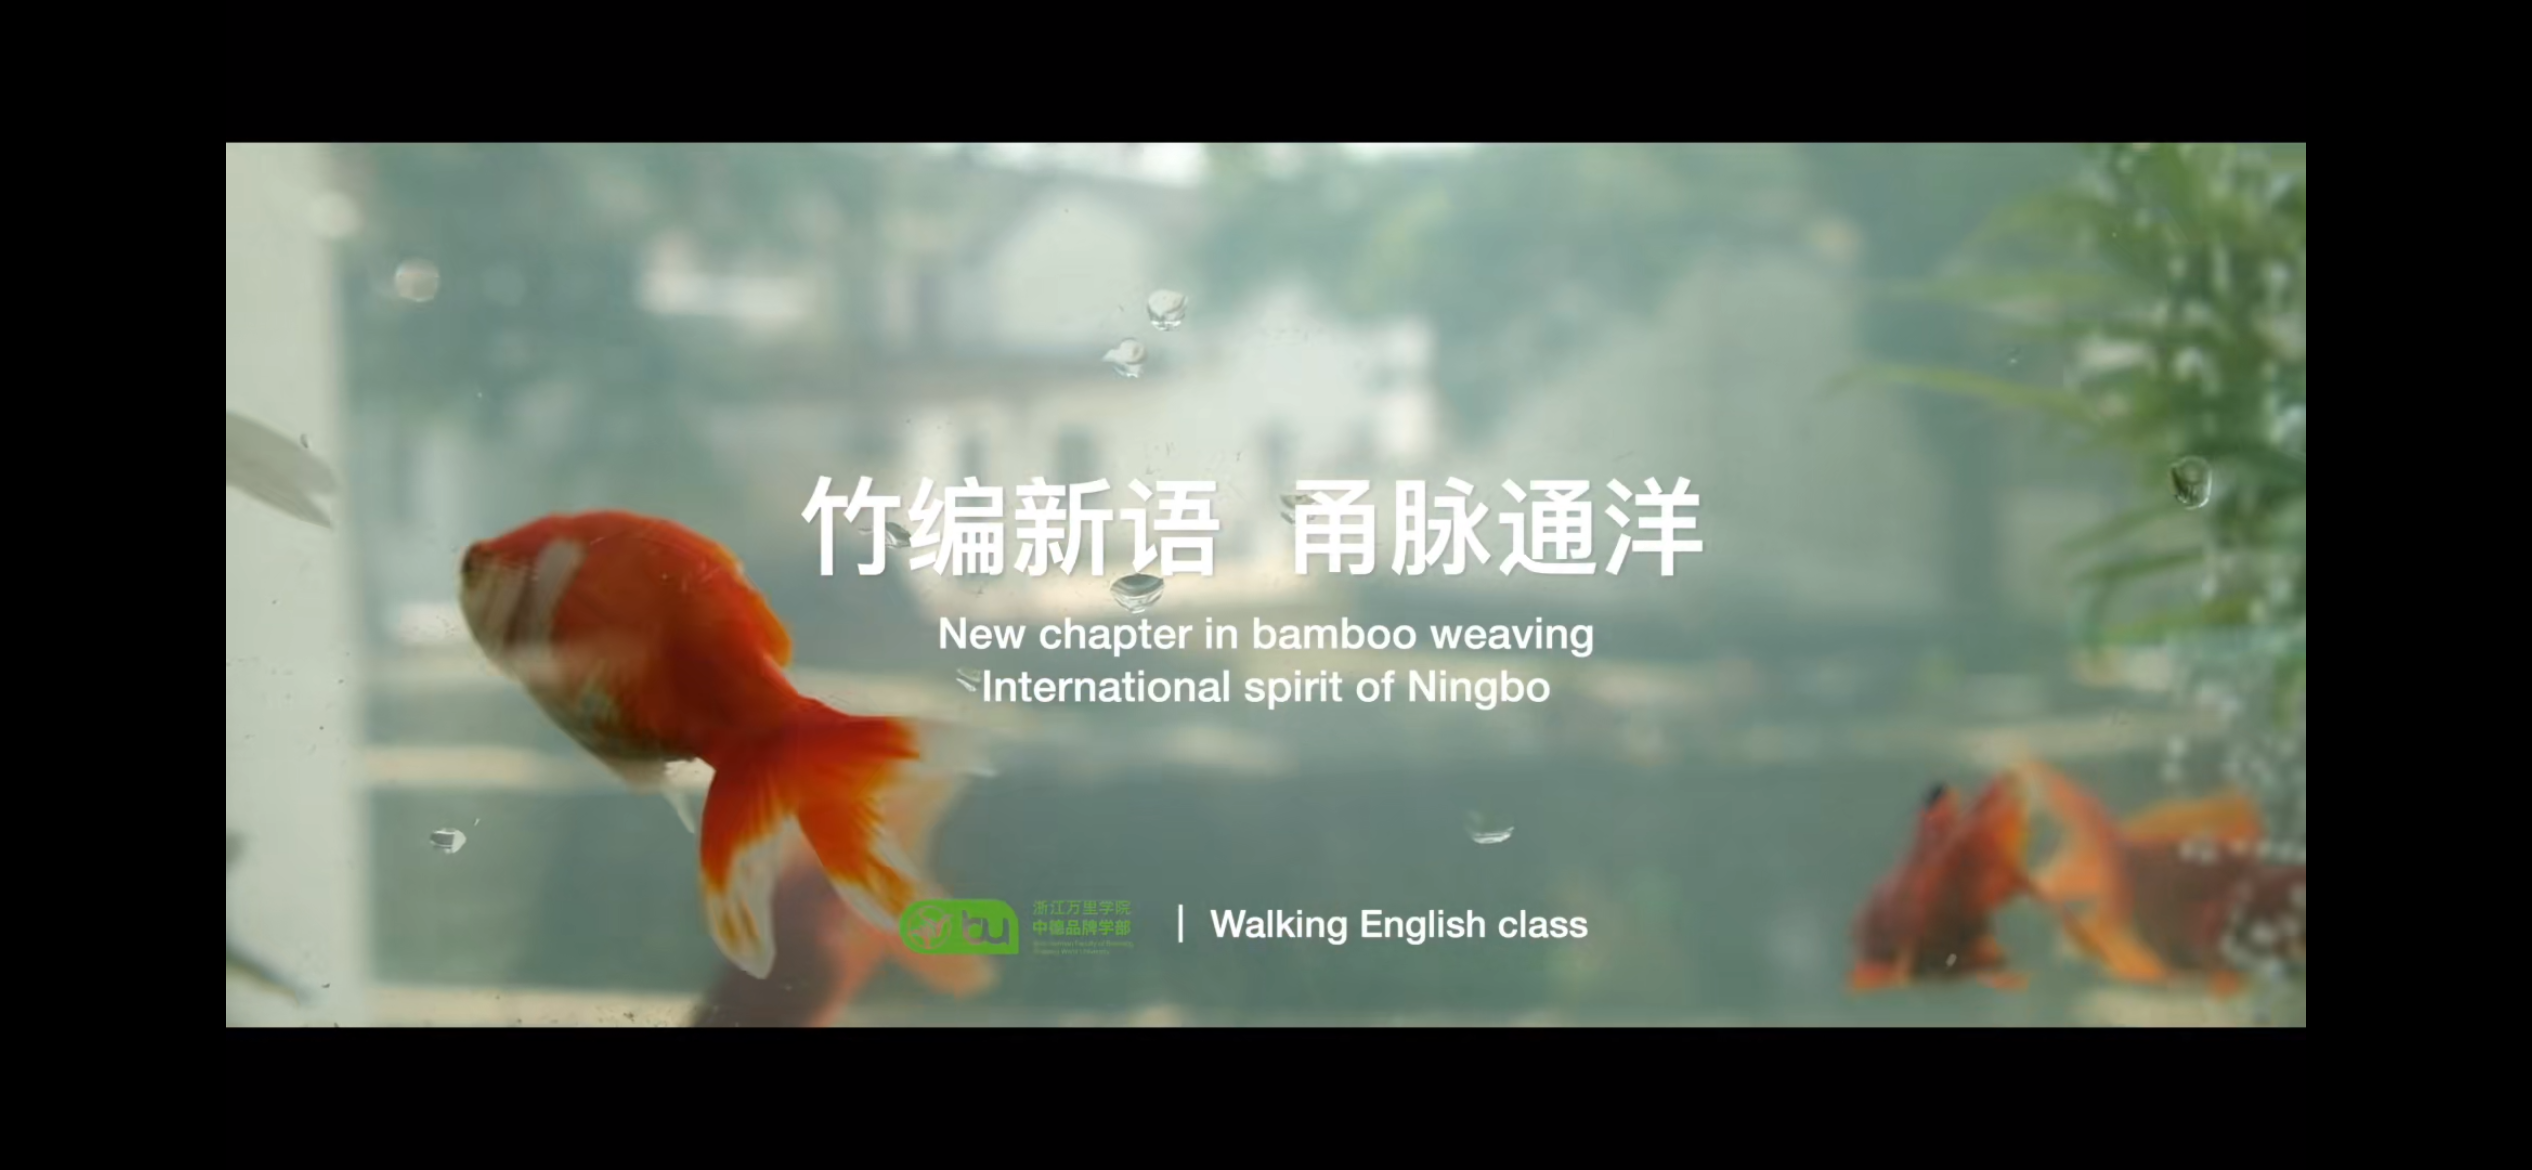 竹编新语 甬脉通洋
New chapter in bamboo weaving
International spirit of Ningbo
浙江万里学院
中德品牌学部
| Walking English class